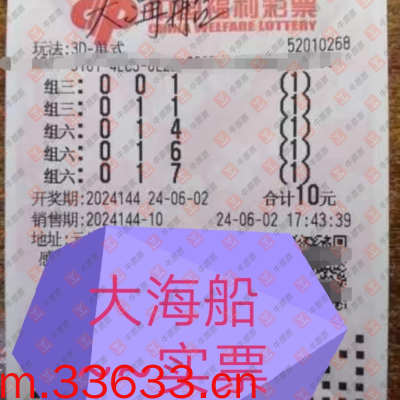 福利彩票
CHINA WELFARE LOTTERY
玩法:3D-单式
52010268
组三: 0 0 1 (1)
组三: 0 1 1 (1)
组六: 0 1 4 (1)
组六: 0 1 6 (1)
组六: 0 1 7 (1)
开奖期:2024144 24-06-02 合计10元
销售期:2024144-10 24-06-02 17:43:39
地址:
感
大海船
实票
m.33633.cn